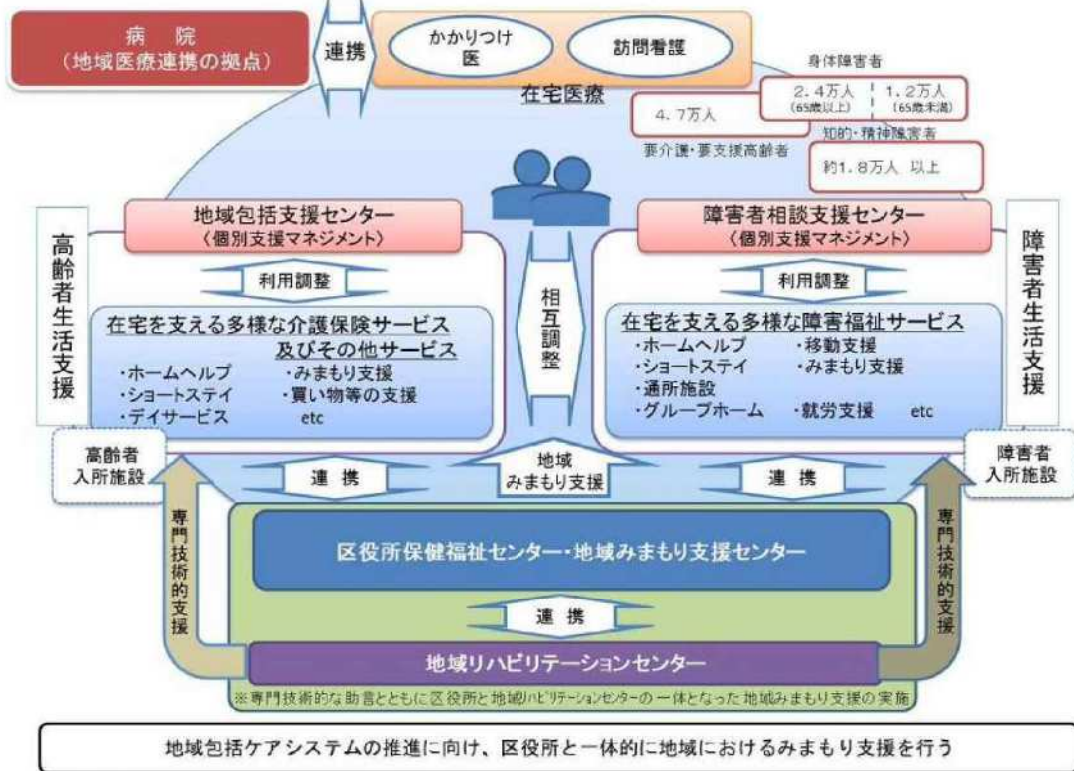 病　院
（地域医療連携の拠点）
連携
かかりつけ
医
訪問看護
在宅医療
身体障害者
2.4万人
（65歳以上）
1.2万人
（65歳未満）
4.7万人
要介護・要支援高齢者
知的・精神障害者
約1.8万人 以上
高齢者生活支援
地域包括支援センター
〈個別支援マネジメント〉
利用調整
在宅を支える多様な介護保険サービス
及びその他サービス
・ホームヘルプ　・みまもり支援
・ショートステイ　・買い物等の支援
・デイサービス　etc
相互調整
障害者相談支援センター
〈個別支援マネジメント〉
利用調整
在宅を支える多様な障害福祉サービス
・ホームヘルプ　・移動支援
・ショートステイ　・みまもり支援
・通所施設
・グループホーム　・就労支援　etc
障害者生活支援
高齢者
入所施設
連 携
地域
みまもり支援
連 携
障害者
入所施設
専門技術的支援
区役所保健福祉センター・地域みまもり支援センター
連 携
地域リハビリテーションセンター
専門技術的支援
※専門技術的な助言とともに区役所と地域リハビリテーションセンターの一体となった地域みまもり支援の実施
地域包括ケアシステムの推進に向け、区役所と一体的に地域におけるみまもり支援を行う